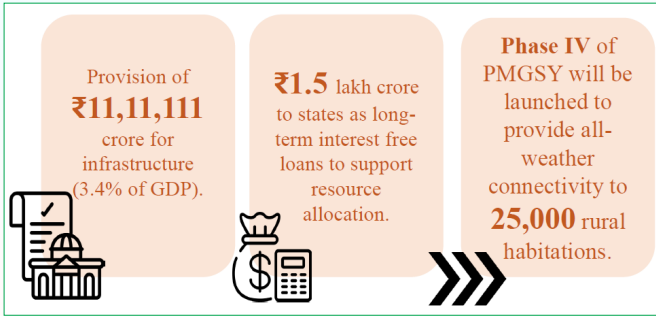 Provision of
₹11,11,111
crore for
infrastructure
(3.4% of GDP).
₹1.5 lakh crore
to states as long-
term interest free
loans to support
resource
allocation.
Phase IV of
PMGSY will be
launched to
provide all-
weather
connectivity to
25,000 rural
habitations.